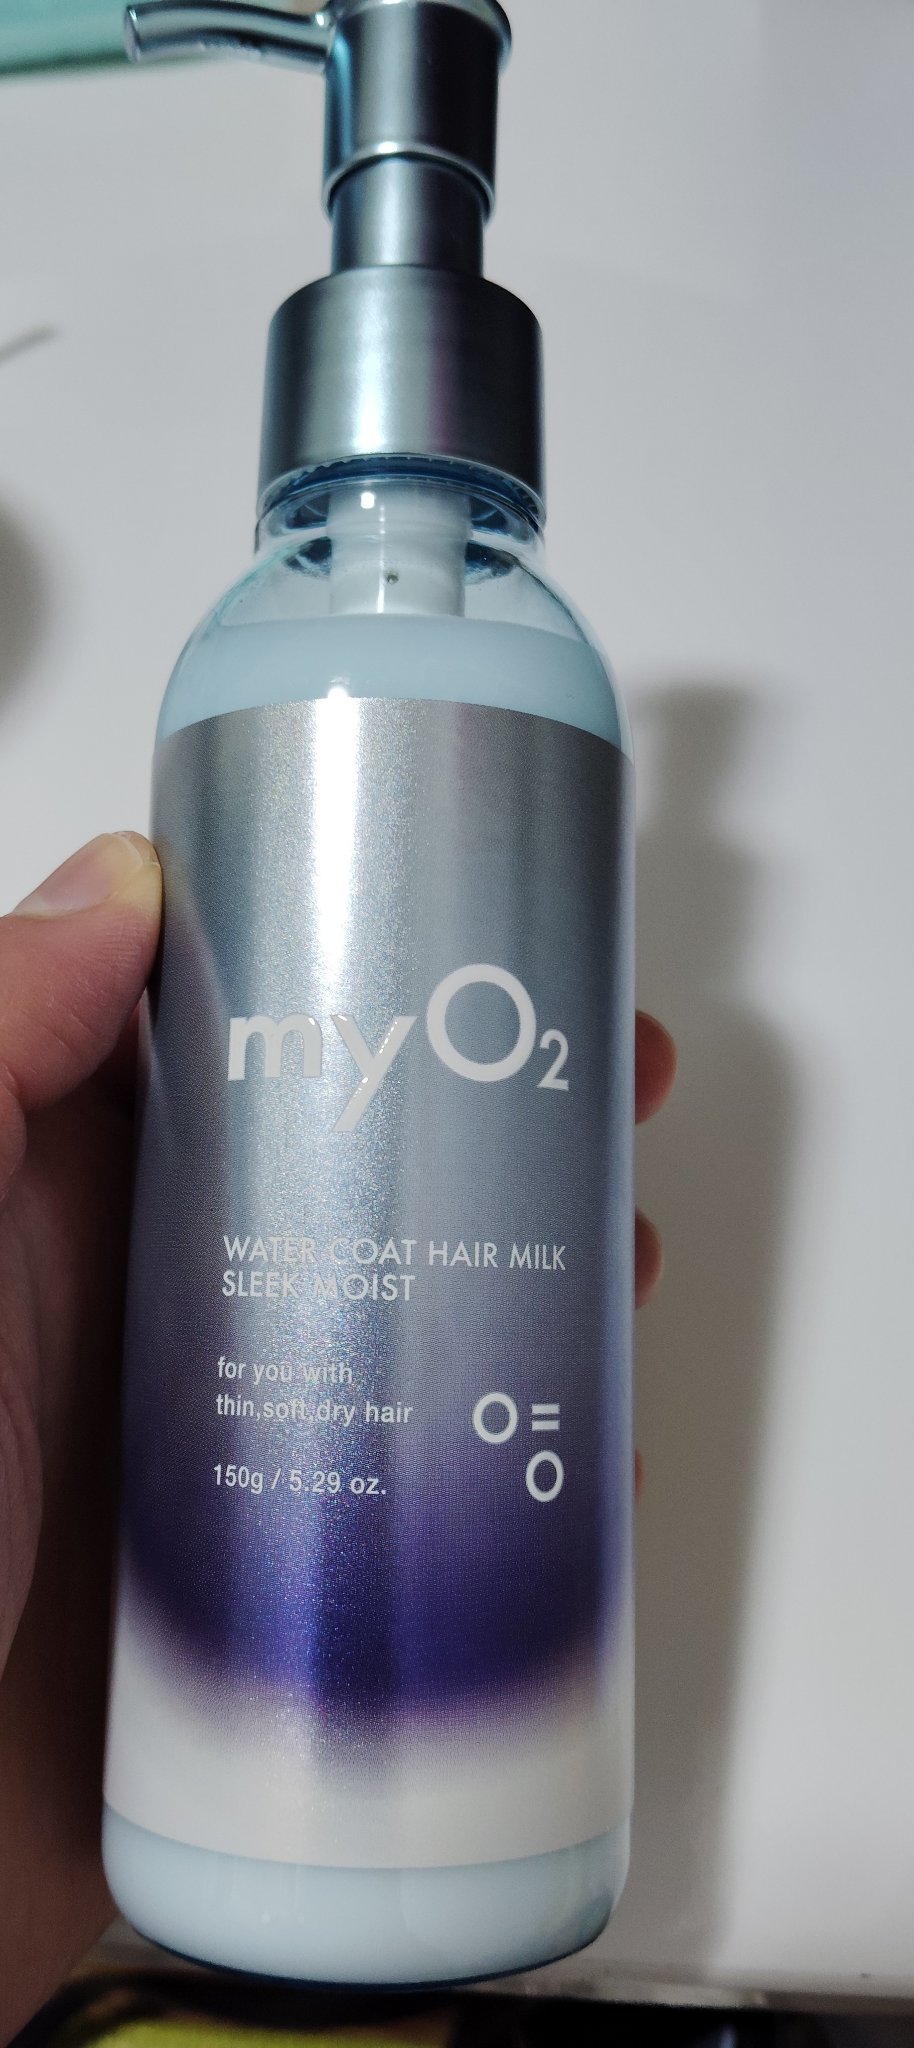 myO2
WATER COAT HAIR MILK
SLEEK MOIST
for you with
thin,soft,dry hair
150g / 5.29 oz.
O=
O